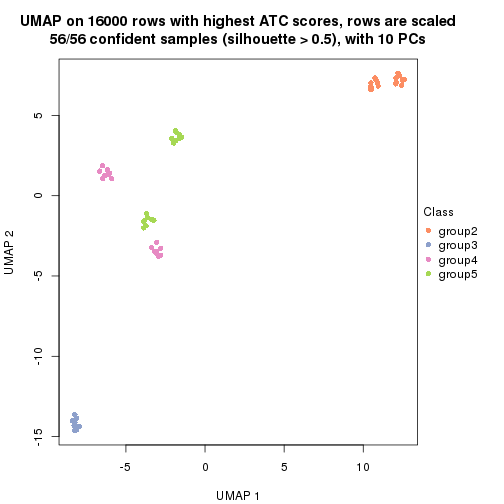 UMAP on 16000 rows with highest ATC scores, rows are scaled
56/56 confident samples (silhouette > 0.5), with 10 PCs
5
0
-5
-10
-15
UMAP 2
-5
0
5
10
UMAP 1
Class
group2
group3
group4
group5